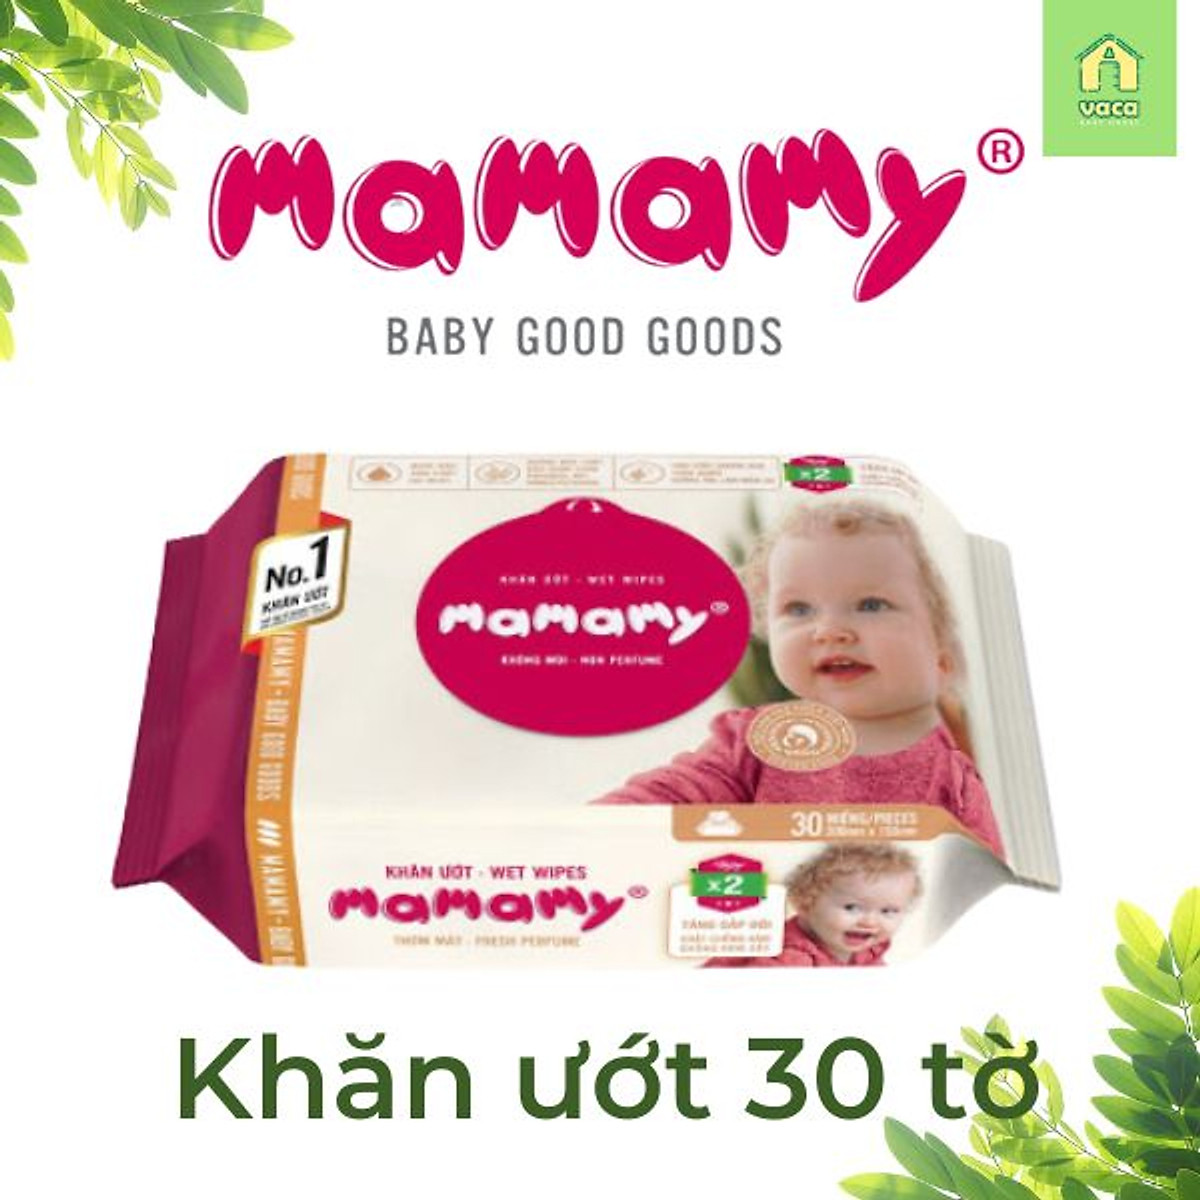 vaca
MaMaMy®
BABY GOOD GOODS
x2
No.1
KHĂN ƯỚT
KHĂN ƯỚT - WET WIPES
MaMaMy®
KHÔNG MÙI - NON PERFUME
MAMAMY - BABY GOOD GOODS
30 MIẾNG/PIECES
KHĂN ƯỚT - WET WIPES
MaMaMy®
THƠM MÁT - FRESH PERFUME
x2
TĂNG GẤP ĐÔI
Khăn ướt 30 tờ